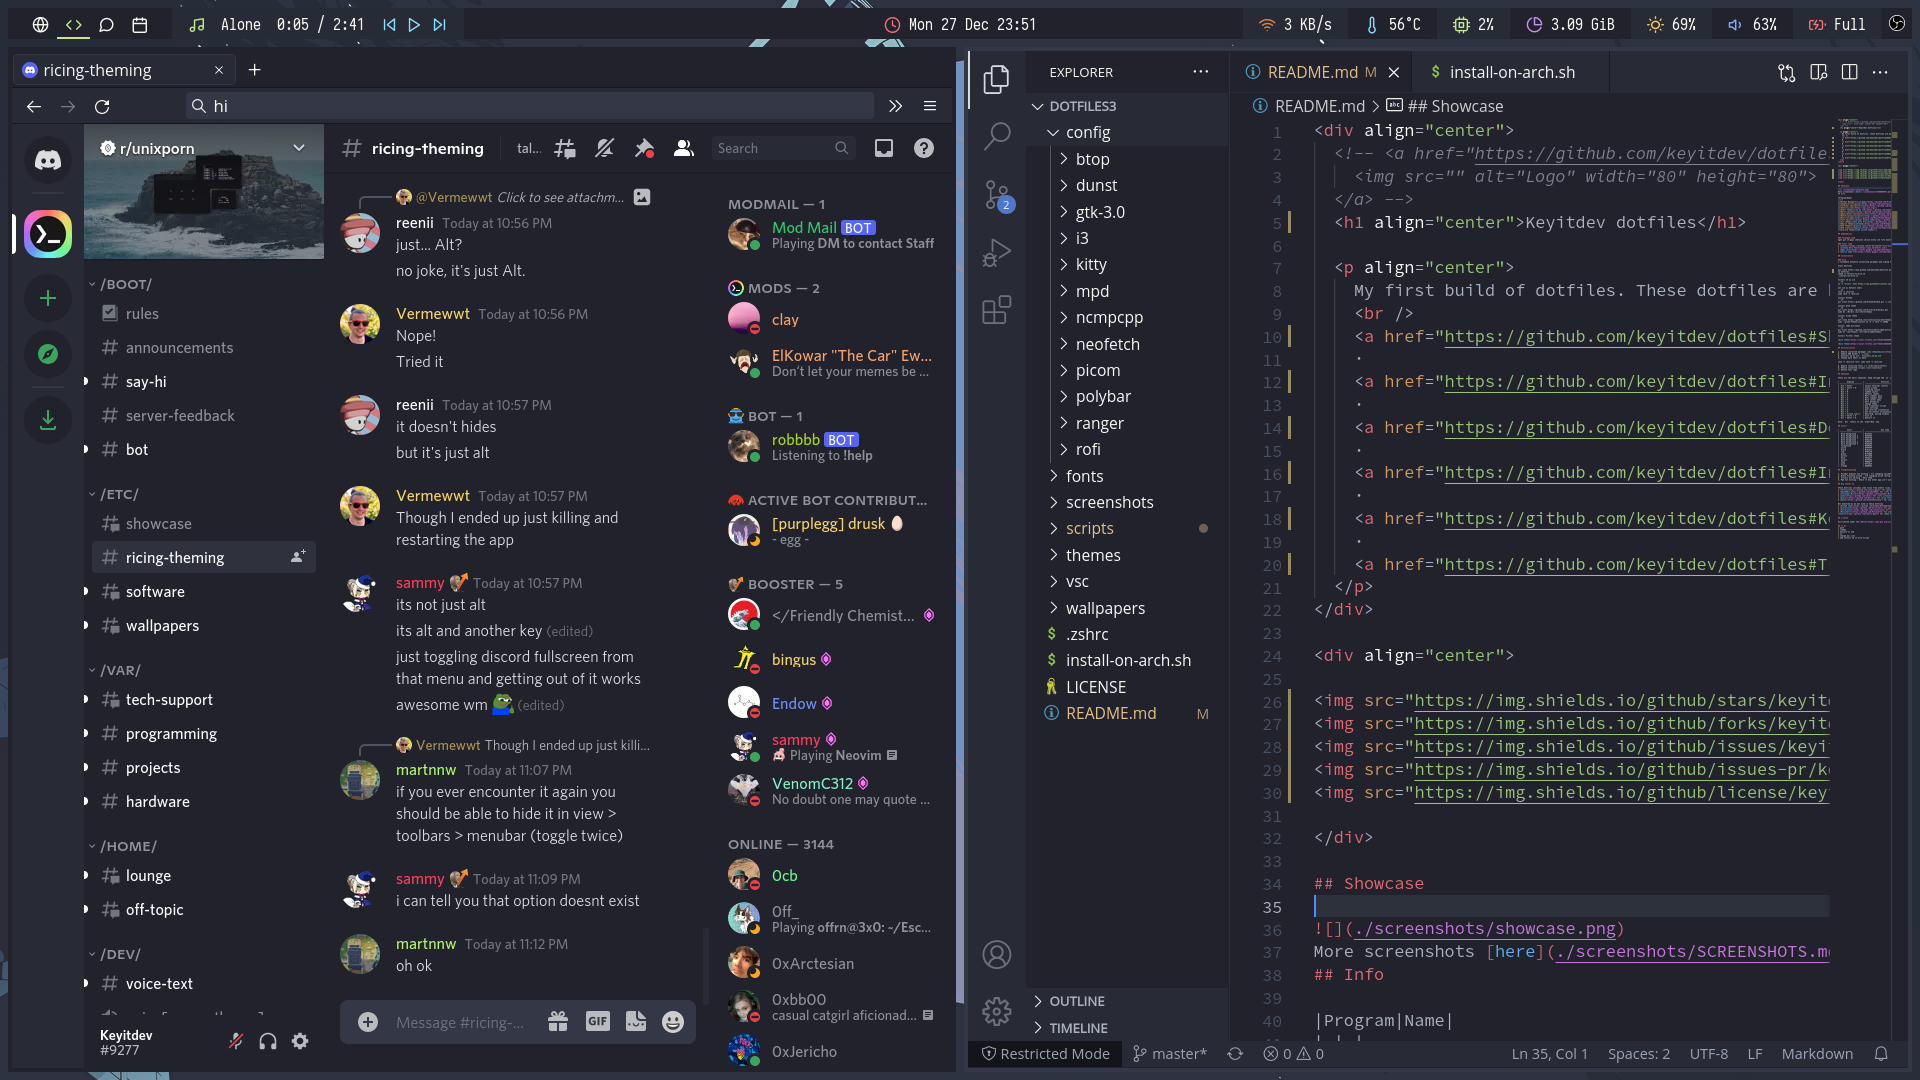 Alone 0:05 / 2:41
Mon 27 Dec 23:51
3 KB/s
56°C
2%
3.09 GiB
69%
63%
Full
ricing-theming
hi
r/unixporn
/BOOT/
rules
announcements
say-hi
server-feedback
bot
/ETC/
showcase
ricing-theming
software
wallpapers
/VAR/
tech-support
programming
projects
hardware
/HOME/
lounge
off-topic
/DEV/
voice-text
Keyitdev
#9277
ricing-theming
tal...
Search
@Vermewwt Click to see attachm...
reenii Today at 10:56 PM
just... Alt?
no joke, it's just Alt.
Vermewwt Today at 10:56 PM
Nope!
Tried it
reenii Today at 10:57 PM
it doesn't hides
but it's just alt
Vermewwt Today at 10:57 PM
Though I ended up just killing and
restarting the app
sammy Today at 10:57 PM
its not just alt
its alt and another key (edited)
just toggling discord fullscreen from
that menu and getting out of it works
awesome wm (edited)
Vermewwt Though I ended up just killi...
martnnw Today at 11:07 PM
if you ever encounter it again you
should be able to hide it in view >
toolbars > menubar (toggle twice)
sammy Today at 11:09 PM
i can tell you that option doesnt exist
martnnw Today at 11:12 PM
oh ok
Message #ricing-...
GIF
MODMAIL — 1
Mod Mail BOT
Playing DM to contact Staff
MODS — 2
clay
ElKowar "The Car" Ew...
Don't let your memes be ...
BOT — 1
robbbb BOT
Listening to !help
ACTIVE BOT CONTRIBUT...
[purplegg] drusk
- egg -
BOOSTER — 5
</Friendly Chemist...
bingus
Endow
sammy
Playing Neovim
VenomC312
No doubt one may quote ...
ONLINE — 3144
0cb
0ff_
Playing offrn@3x0: ~/Esc...
0xArctesian
0xbb00
casual catgirl aficionad...
0xJericho
2
EXPLORER
DOTFILES3
config
btop
dunst
gtk-3.0
i3
kitty
mpd
ncmpcpp
neofetch
picom
polybar
ranger
rofi
fonts
screenshots
scripts
themes
vsc
wallpapers
$ .zshrc
$ install-on-arch.sh
LICENSE
README.md M
OUTLINE
TIMELINE
README.md M
$ install-on-arch.sh
README.md > ## Showcase
1 <div align="center">
2 <!-- <a href="https://github.com/keyitdev/dotfile
3 <img src="" alt="Logo" width="80" height="80">
4 </a> -->
5 <h1 align="center">Keyitdev dotfiles</h1>
6
7 <p align="center">
8 My first build of dotfiles. These dotfiles are
9 <br />
10 <a href="https://github.com/keyitdev/dotfiles#S
11 ·
12 <a href="https://github.com/keyitdev/dotfiles#I
13 ·
14 <a href="https://github.com/keyitdev/dotfiles#D
15 ·
16 <a href="https://github.com/keyitdev/dotfiles#I
17 ·
18 <a href="https://github.com/keyitdev/dotfiles#K
19 ·
20 <a href="https://github.com/keyitdev/dotfiles#T
21 </p>
22 </div>
23
24 <div align="center">
25
26 <img src="https://img.shields.io/github/stars/keyit
27 <img src="https://img.shields.io/github/forks/keyit
28 <img src="https://img.shields.io/github/issues/keyi
29 <img src="https://img.shields.io/github/issues-pr/k
30 <img src="https://img.shields.io/github/license/key
31
32 </div>
33
34 ## Showcase
35
36 ![](./screenshots/showcase.png)
37 More screenshots [here](./screenshots/SCREENSHOTS.m
38 ## Info
39
40 |Program|Name|
Restricted Mode
master*
0 0
Ln 35, Col 1
Spaces: 2
UTF-8
LF
Markdown